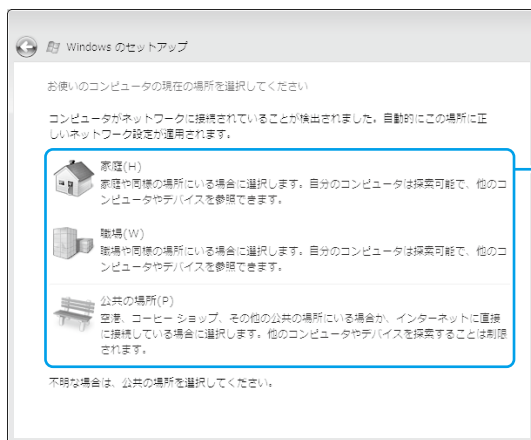 Windows のセットアップ
お使いのコンピュータの現在の場所を選択してください
コンピュータがネットワークに接続されていることが検出されました。自動的にこの場所に正
しいネットワーク設定が適用されます。
家庭(H)
家庭や同様の場所にいる場合に選択します。自分のコンピュータは探索可能で、他のコ
ンピュータやデバイスを参照できます。
職場(W)
職場や同様の場所にいる場合に選択します。自分のコンピュータは探索可能で、他のコ
ンピュータやデバイスを参照できます。
公共の場所(P)
空港、コーヒー ショップ、その他の公共の場所にいる場合か、インターネットに直接
に接続している場合に選択します。他のコンピュータやデバイスを探索することは制限
されます。
不明な場合は、公共の場所を選択してください。